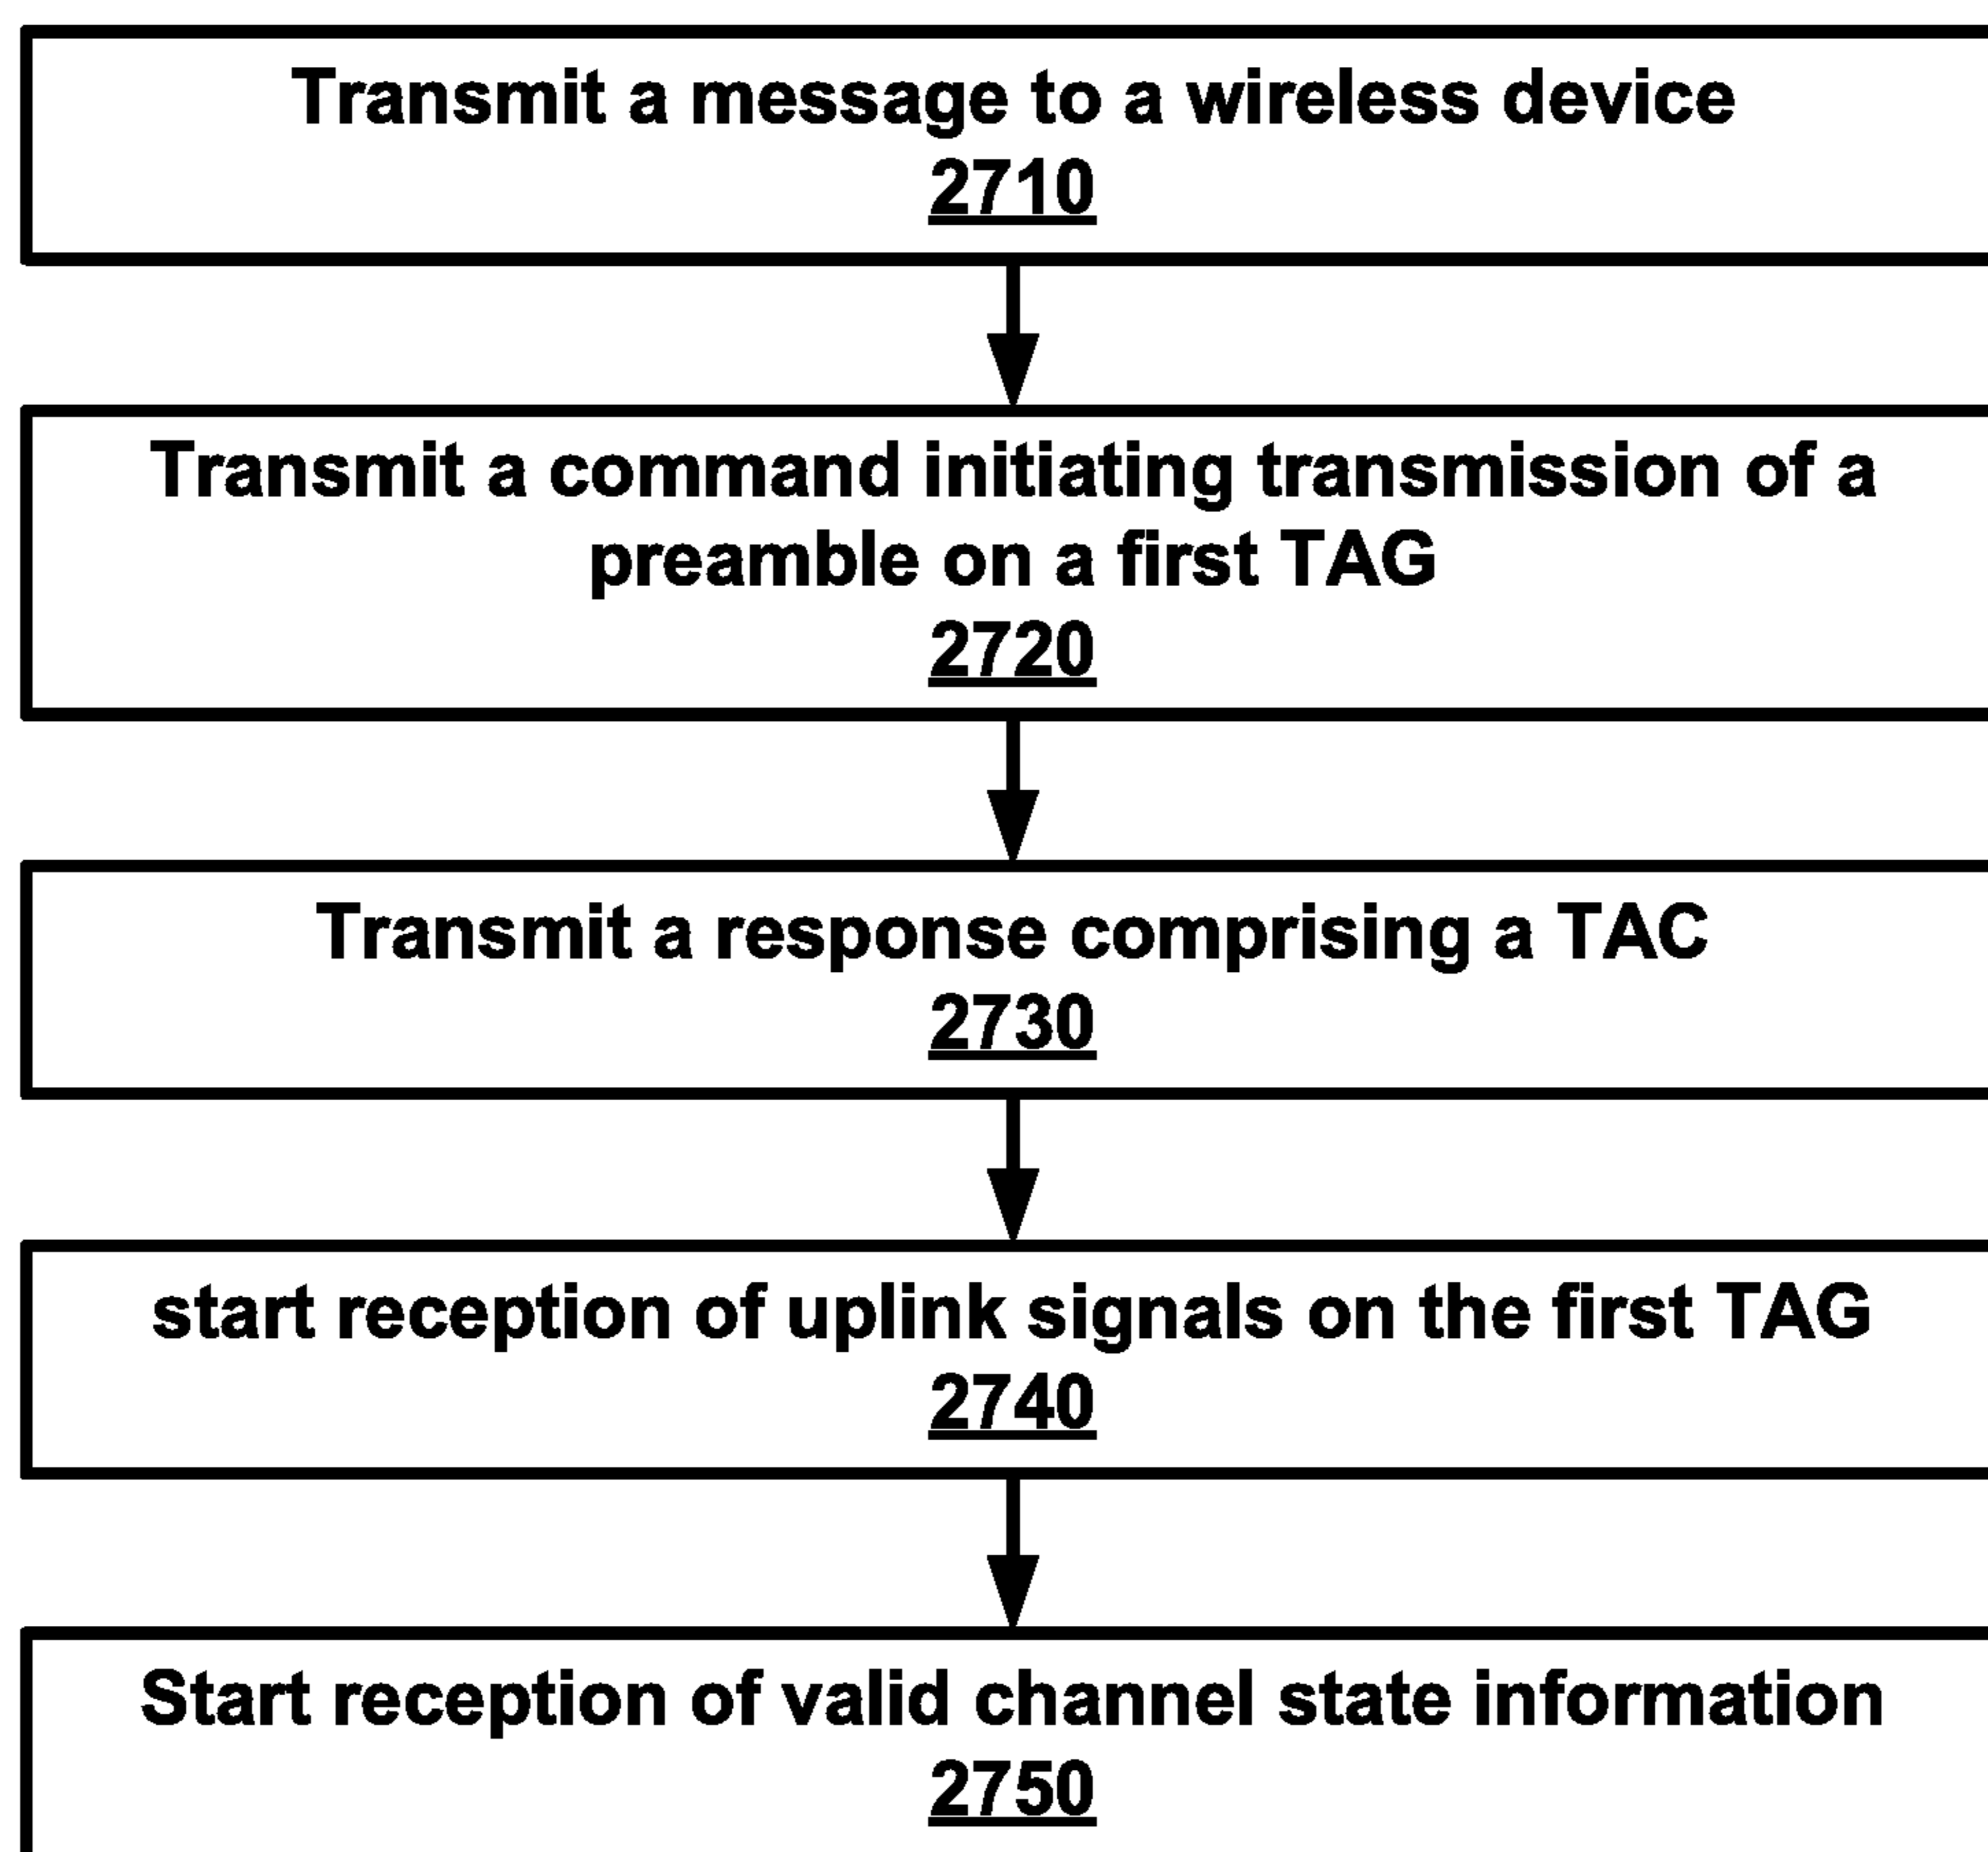 Transmit a message to a wireless device
2710
Transmit a command initiating transmission of a
preamble on a first TAG
2720
Transmit a response comprising a TAC
2730
start reception of uplink signals on the first TAG
2740
Start reception of valid channel state information
2750